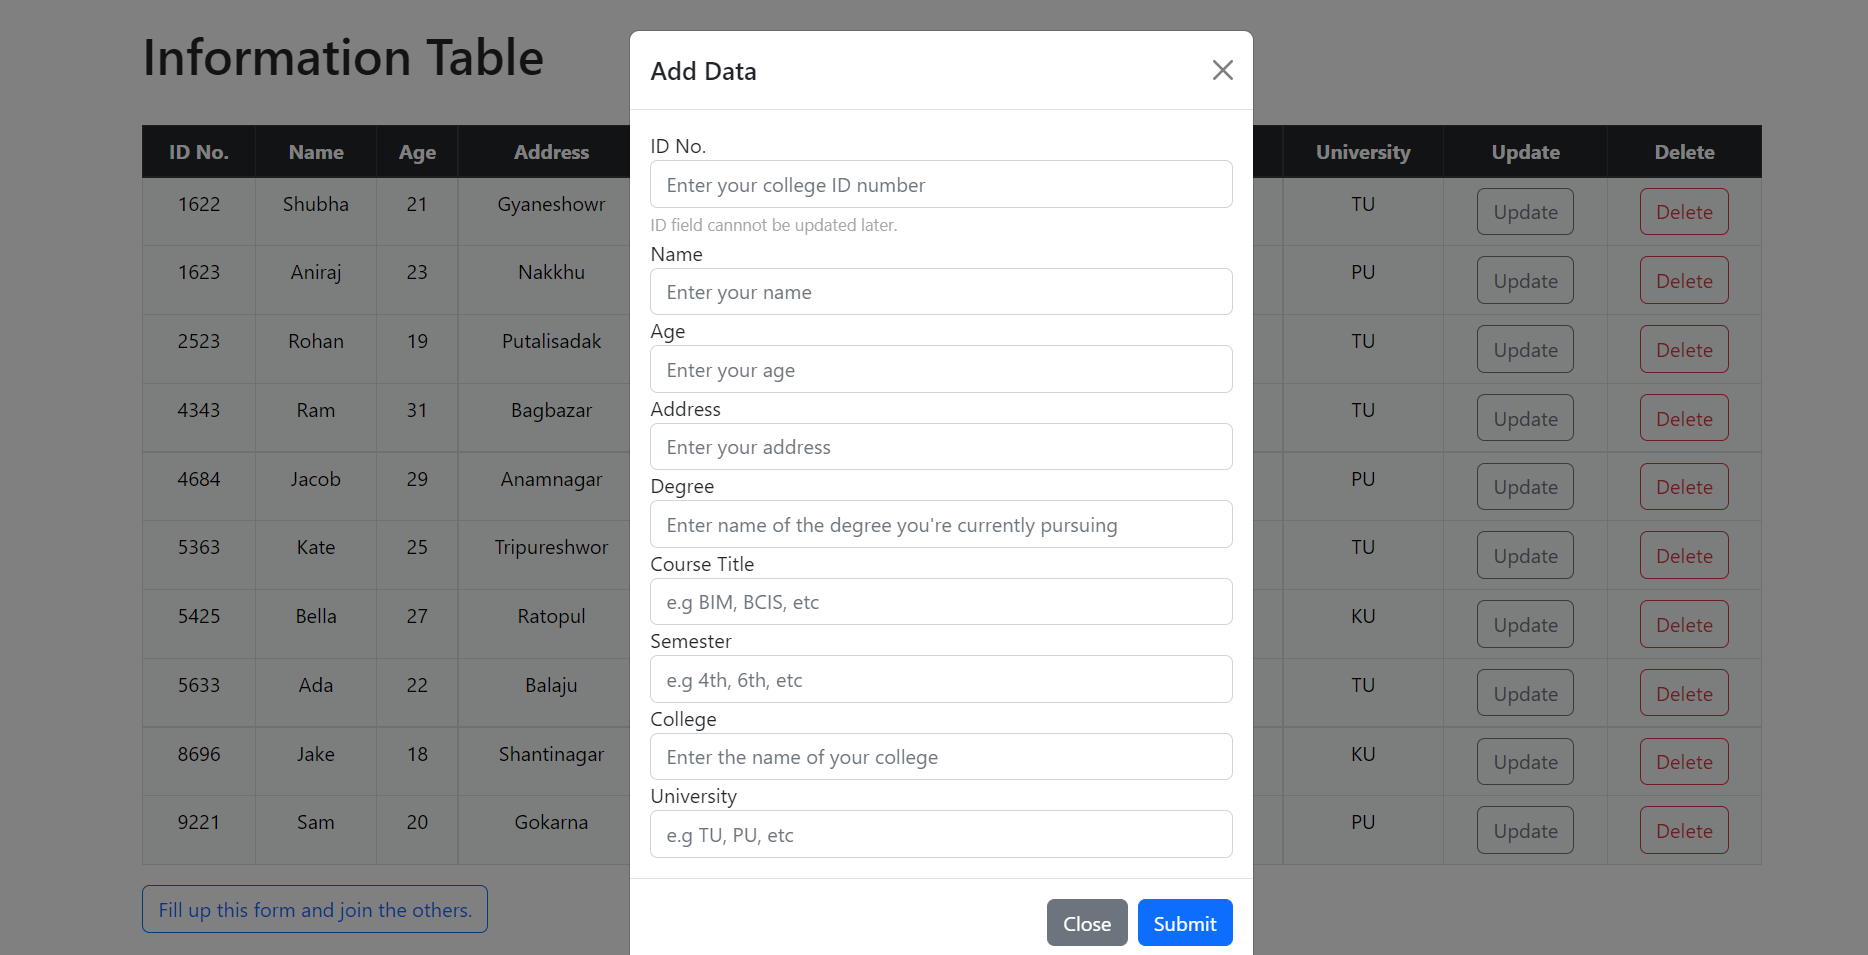 Information Table
ID No. Name Age Address University Update Delete
1622 Shubha 21 Gyaneshowr TU Update Delete
1623 Aniraj 23 Nakkhu PU Update Delete
2523 Rohan 19 Putalisadak TU Update Delete
4343 Ram 31 Bagbazar TU Update Delete
4684 Jacob 29 Anamnagar PU Update Delete
5363 Kate 25 Tripureshwor TU Update Delete
5425 Bella 27 Ratopul KU Update Delete
5633 Ada 22 Balaju TU Update Delete
8696 Jake 18 Shantinagar KU Update Delete
9221 Sam 20 Gokarna PU Update Delete
Fill up this form and join the others.
Add Data
ID No.
Enter your college ID number
ID field cannnot be updated later.
Name
Enter your name
Age
Enter your age
Address
Enter your address
Degree
Enter name of the degree you're currently pursuing
Course Title
e.g BIM, BCIS, etc
Semester
e.g 4th, 6th, etc
College
Enter the name of your college
University
e.g TU, PU, etc
Close Submit